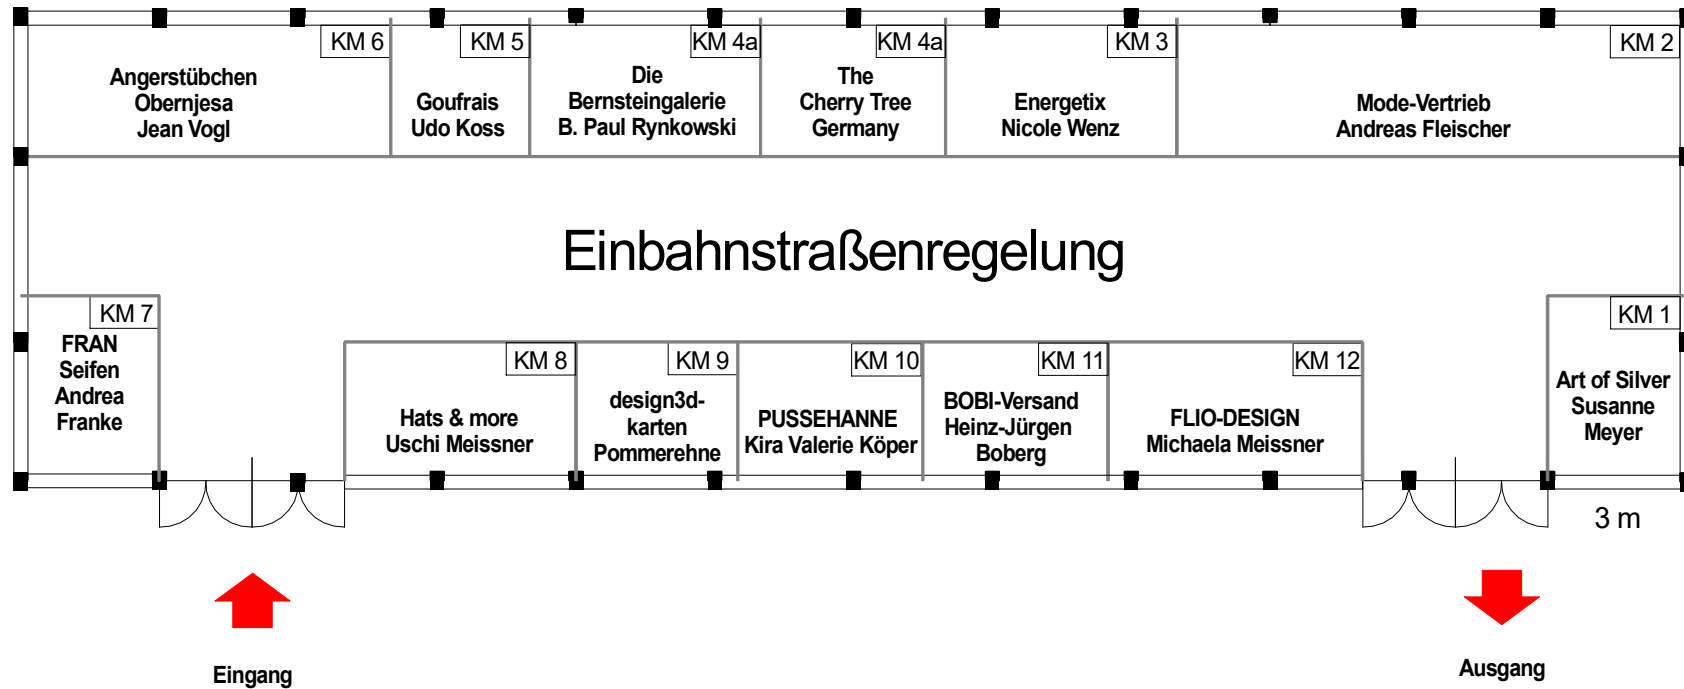 KM 6
Angerstübchen
Obernjesa
Jean Vogl
KM 5
Goufrais
Udo Koss
KM 4a
Die
Bernsteingalerie
B. Paul Rynkowski
KM 4a
The
Cherry Tree
Germany
KM 3
Energetix
Nicole Wenz
KM 2
Mode-Vertrieb
Andreas Fleischer
Einbahnstraßenregelung
KM 7
FRAN
Seifen
Andrea
Franke
KM 8
Hats & more
Uschi Meissner
KM 9
design3d-
karten
Pommerehne
KM 10
PUSSEHANNE
Kira Valerie Köper
KM 11
BOBI-Versand
Heinz-Jürgen
Boberg
KM 12
FLIO-DESIGN
Michaela Meissner
KM 1
Art of Silver
Susanne
Meyer
3 m
Eingang
Ausgang